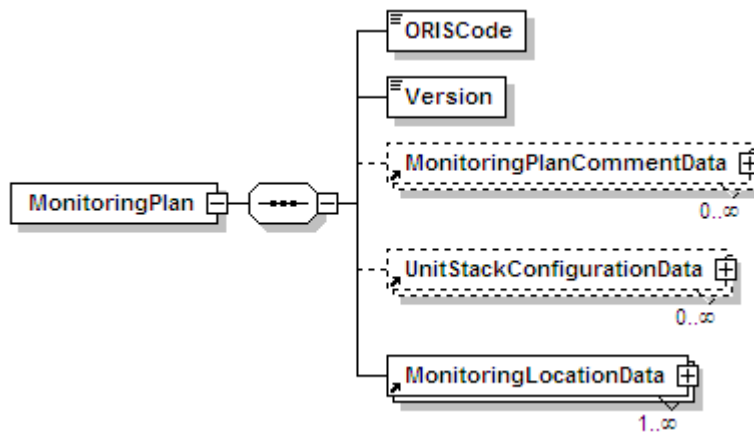 ORISCode
Version
MonitoringPlanCommentData
0..∞
MonitoringPlan
UnitStackConfigurationData
0..∞
MonitoringLocationData
1..∞